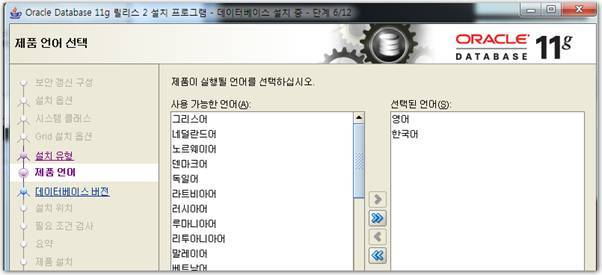 Oracle Database 11g 릴리스 2 설치 프로그램 - 데이터베이스 설치 중 - 단계 6/12
제품 언어 선택
ORACLE
DATABASE
11g
보안 갱신 구성
설치 옵션
시스템 클래스
Grid 설치 옵션
설치 유형
제품 언어
데이터베이스 버전
설치 위치
필요 조건 검사
요약
제품 설치
제품이 실행될 언어를 선택하십시오.
사용 가능한 언어(A):
그리스어
네덜란드어
노르웨이어
덴마크어
독일어
라트비아어
러시아어
루마니아어
리투아니아어
말레이어
베트남어
선택된 언어(S):
영어
한국어